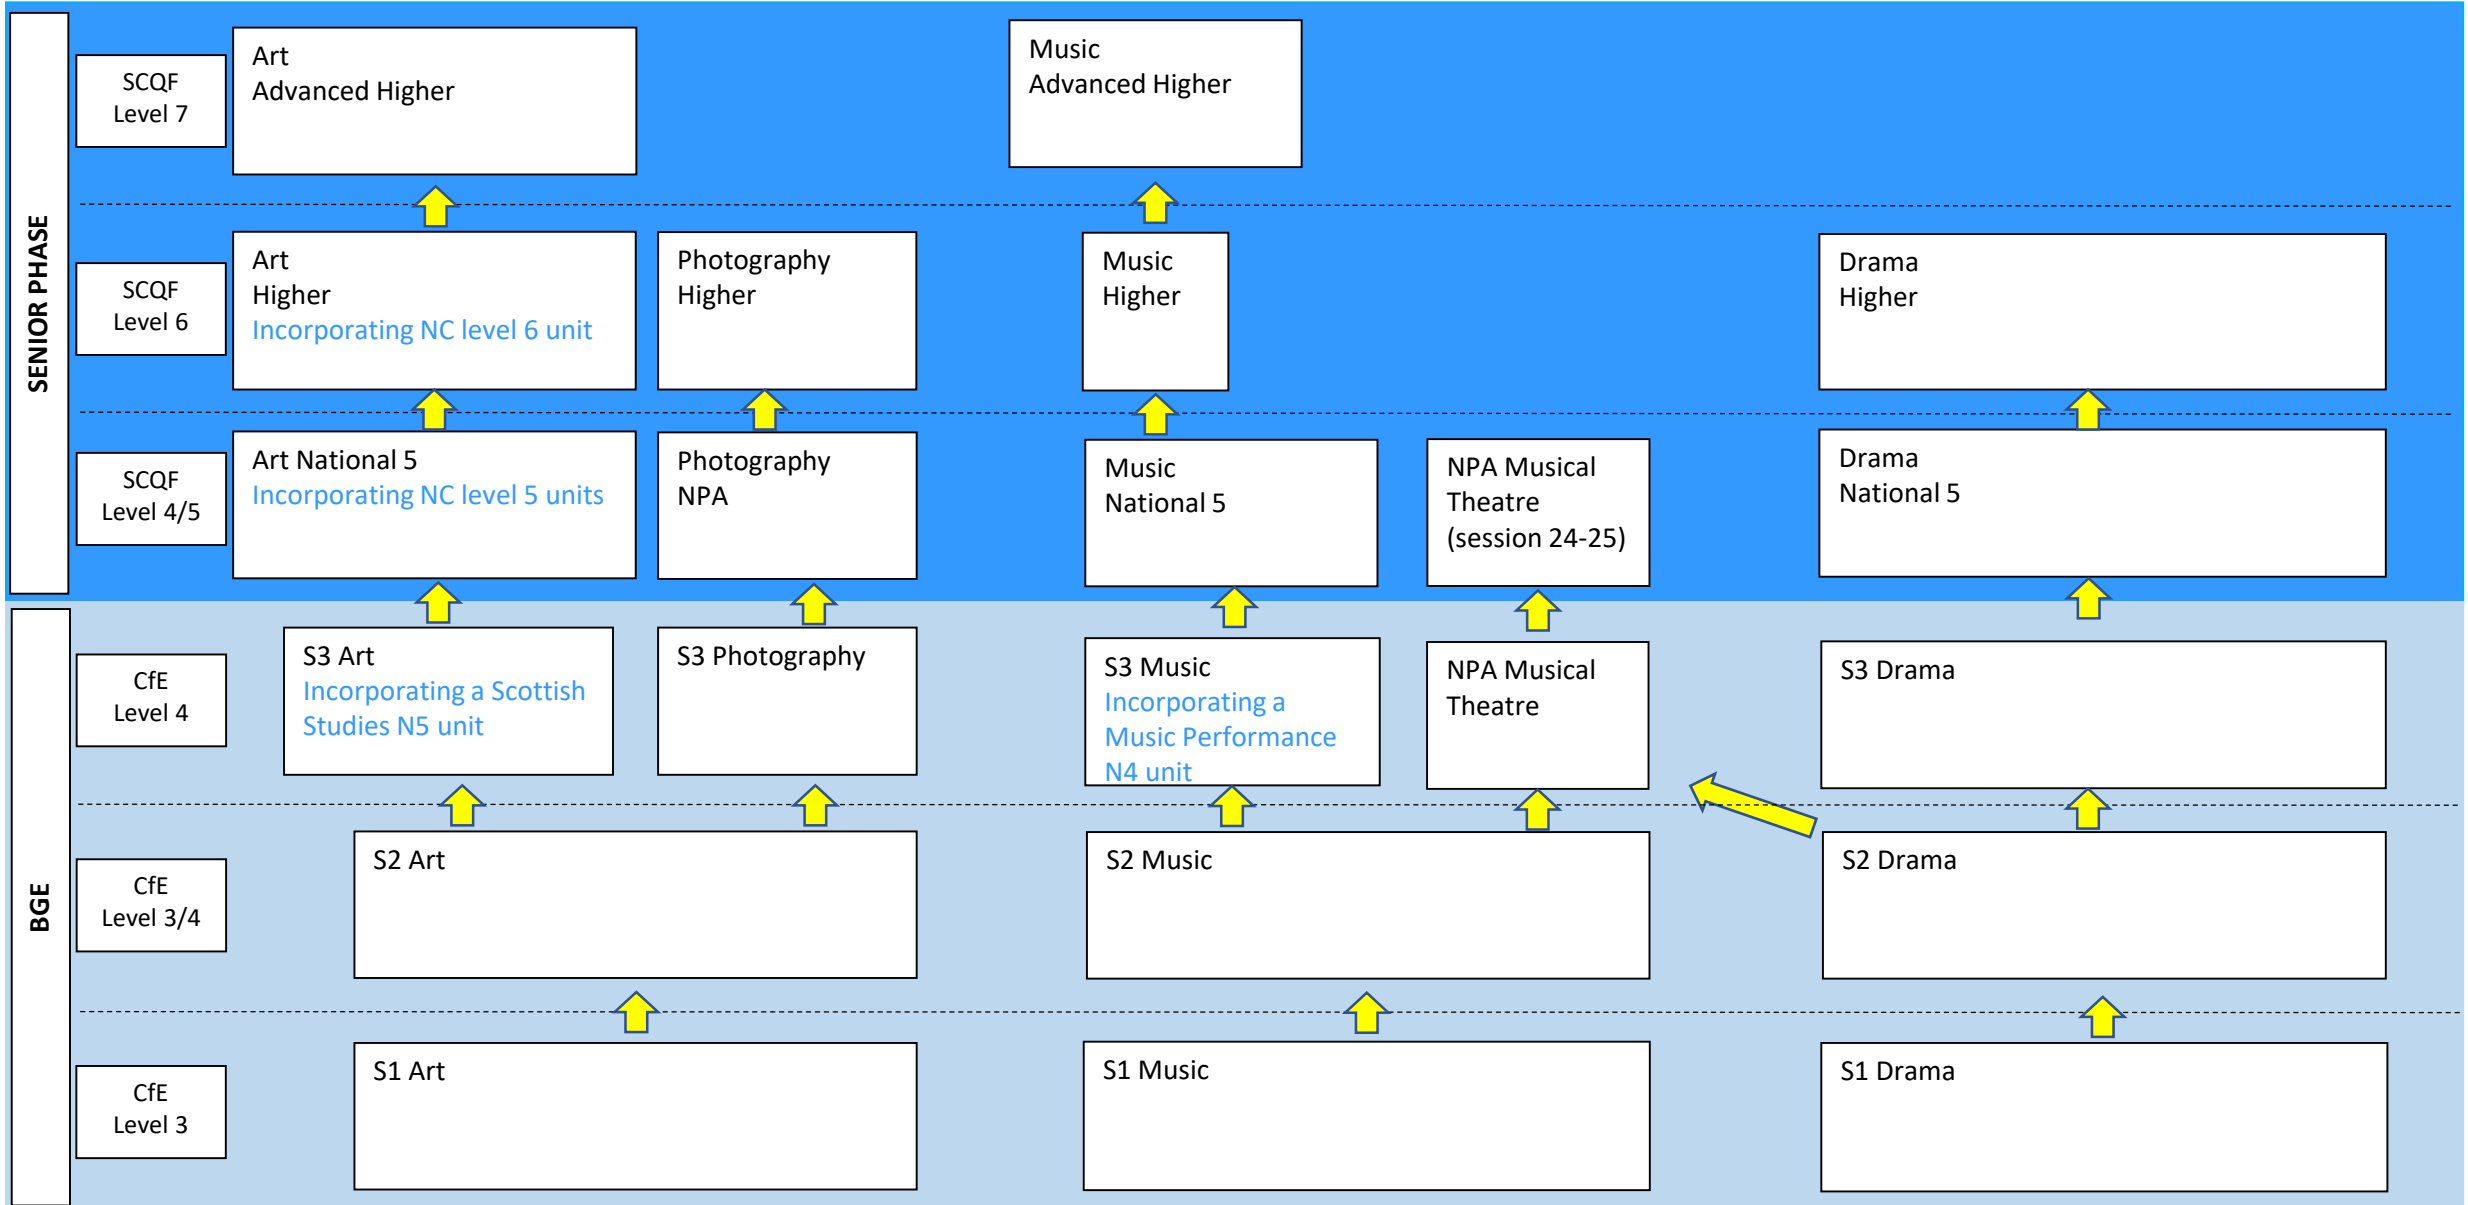 SENIOR PHASE
SCQF
Level 7
Art
Advanced Higher
Music
Advanced Higher
SCQF
Level 6
Art
Higher
Incorporating NC level 6 unit
Photography
Higher
Music
Higher
Drama
Higher
SCQF
Level 4/5
Art National 5
Incorporating NC level 5 units
Photography
NPA
Music
National 5
NPA Musical
Theatre
(session 24-25)
Drama
National 5
BGE
CfE
Level 4
S3 Art
Incorporating a Scottish
Studies N5 unit
S3 Photography
S3 Music
Incorporating a
Music Performance
N4 unit
NPA Musical
Theatre
S3 Drama
CfE
Level 3/4
S2 Art
S2 Music
S2 Drama
CfE
Level 3
S1 Art
S1 Music
S1 Drama